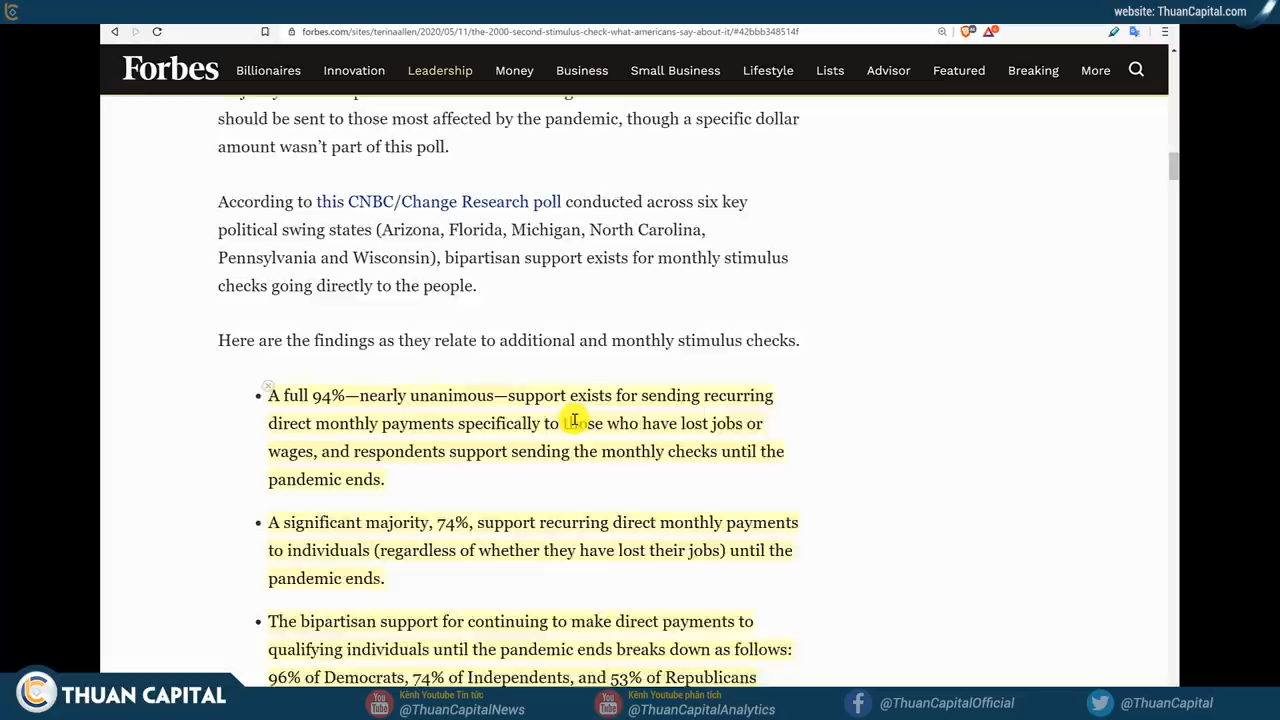 website: ThuanCapital.com
forbes.com/sites/terinaallen/2020/05/11/the-2000-second-stimulus-check-what-americans-say-about-it/#42bbb348514f
Forbes Billionaires Innovation Leadership Money Business Small Business Lifestyle Lists Advisor Featured Breaking More
should be sent to those most affected by the pandemic, though a specific dollar
amount wasn’t part of this poll.
According to this CNBC/Change Research poll conducted across six key
political swing states (Arizona, Florida, Michigan, North Carolina,
Pennsylvania and Wisconsin), bipartisan support exists for monthly stimulus
checks going directly to the people.
Here are the findings as they relate to additional and monthly stimulus checks.
• A full 94%—nearly unanimous—support exists for sending recurring
direct monthly payments specifically to those who have lost jobs or
wages, and respondents support sending the monthly checks until the
pandemic ends.
• A significant majority, 74%, support recurring direct monthly payments
to individuals (regardless of whether they have lost their jobs) until the
pandemic ends.
• The bipartisan support for continuing to make direct payments to
qualifying individuals until the pandemic ends breaks down as follows:
96% of Democrats, 74% of Independents, and 53% of Republicans
THUAN CAPITAL
You Tube
Kênh Youtube Tin tức
@ThuanCapitalNews
You Tube
Kênh Youtube phân tích
@ThuanCapitalAnalytics
@ThuanCapitalOfficial
@ThuanCapital